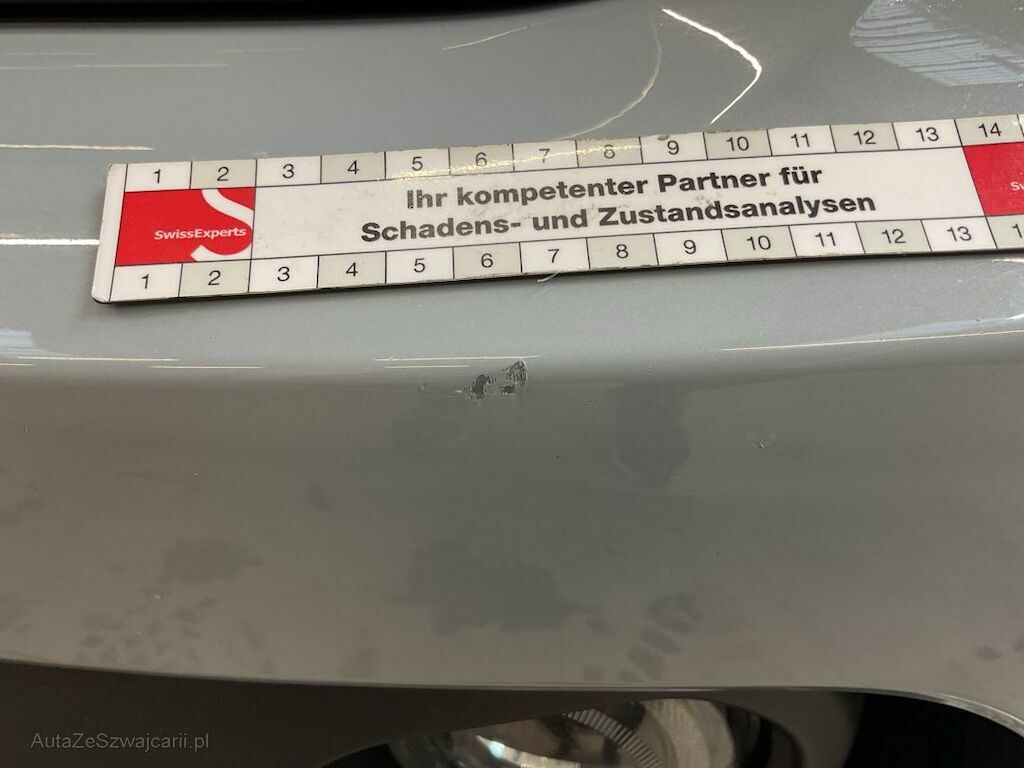 1 2 3 4 5 6 7 8 9 10 11 12 13 14
Ihr kompetenter Partner für
Schadens- und Zustandsanalysen
SwissExperts
1 2 3 4 5 6 7 8 9 10 11 12 13
AutaZeSzwajcarii.pl